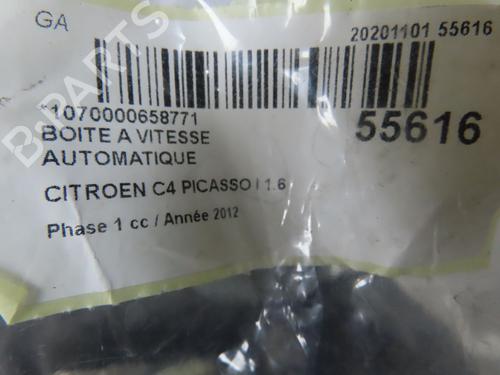 GA
20201101 55616
*1070000658771
55616
BOITE A VITESSE
AUTOMATIQUE
CITROEN C4 PICASSO I 1.6
Phase 1 cc / Année 2012
B-PARTS